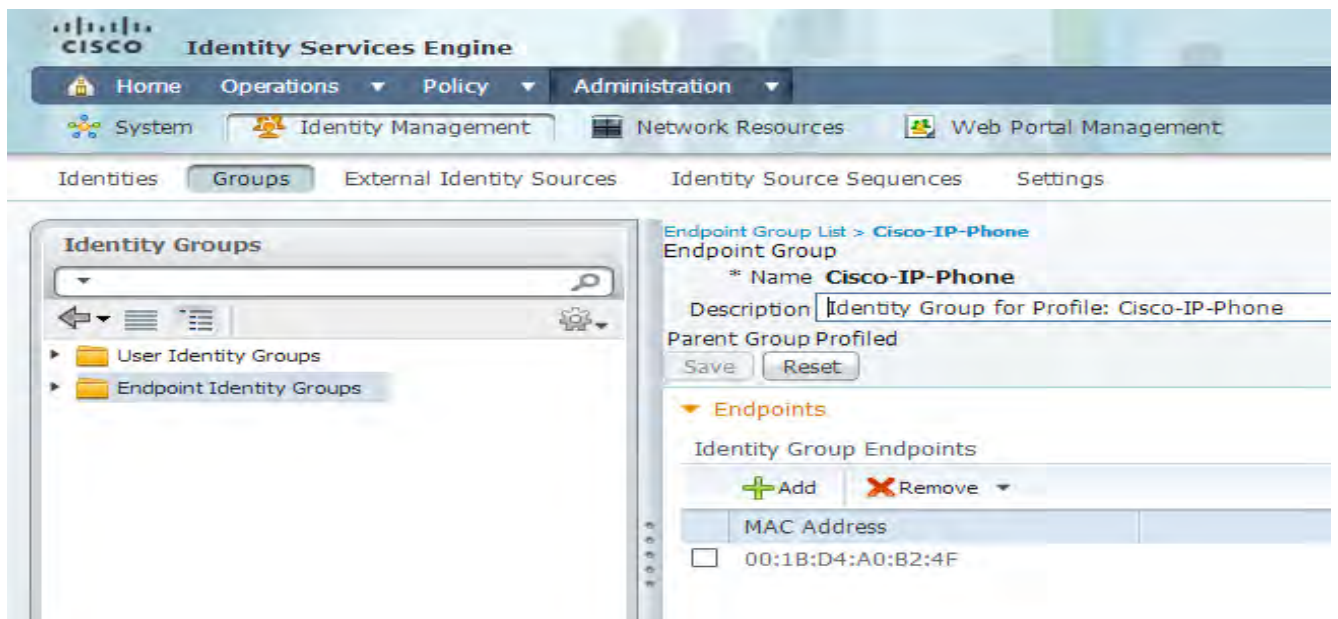 CISCO Identity Services Engine
Home Operations Policy Administration
System Identity Management Network Resources Web Portal Management
Identities Groups External Identity Sources Identity Source Sequences Settings
Identity Groups
User Identity Groups
Endpoint Identity Groups
Endpoint Group List > Cisco-IP-Phone
Endpoint Group
* Name Cisco-IP-Phone
Description Identity Group for Profile: Cisco-IP-Phone
Parent Group Profiled
Save Reset
Endpoints
Identity Group Endpoints
Add Remove
MAC Address
00:1B:D4:A0:B2:4F